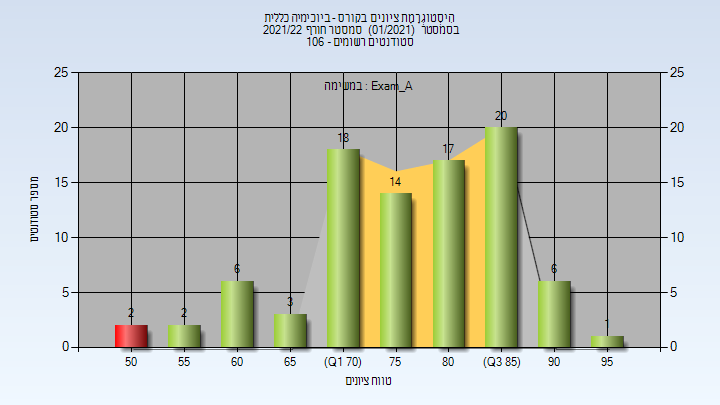 היסטוגרמת ציונים בקורס - ביוכימיה כללית
בסמסטר (01/2021) סמסטר חורף 2021/22
סטודנטים רשומים - 106
במשימה : Exam_A
25 25
20 20
15 15
10 10
5 5
0 0
2 2 6 3 18 14 17 20 6 1
50 55 60 65 (Q1 70) 75 80 (Q3 85) 90 95
מספר סטודנטים
טווח ציונים